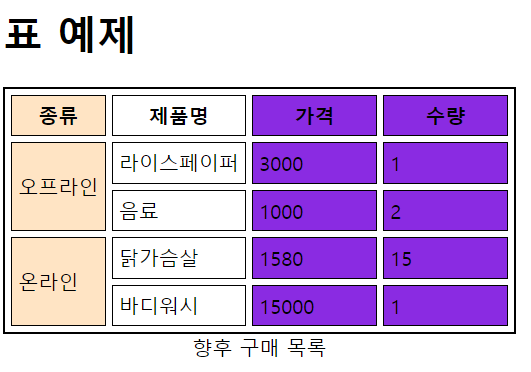 표 예제
종류 제품명 가격 수량
오프라인 라이스페이퍼 3000 1
음료 1000 2
온라인 닭가슴살 1580 15
바디워시 15000 1
향후 구매 목록